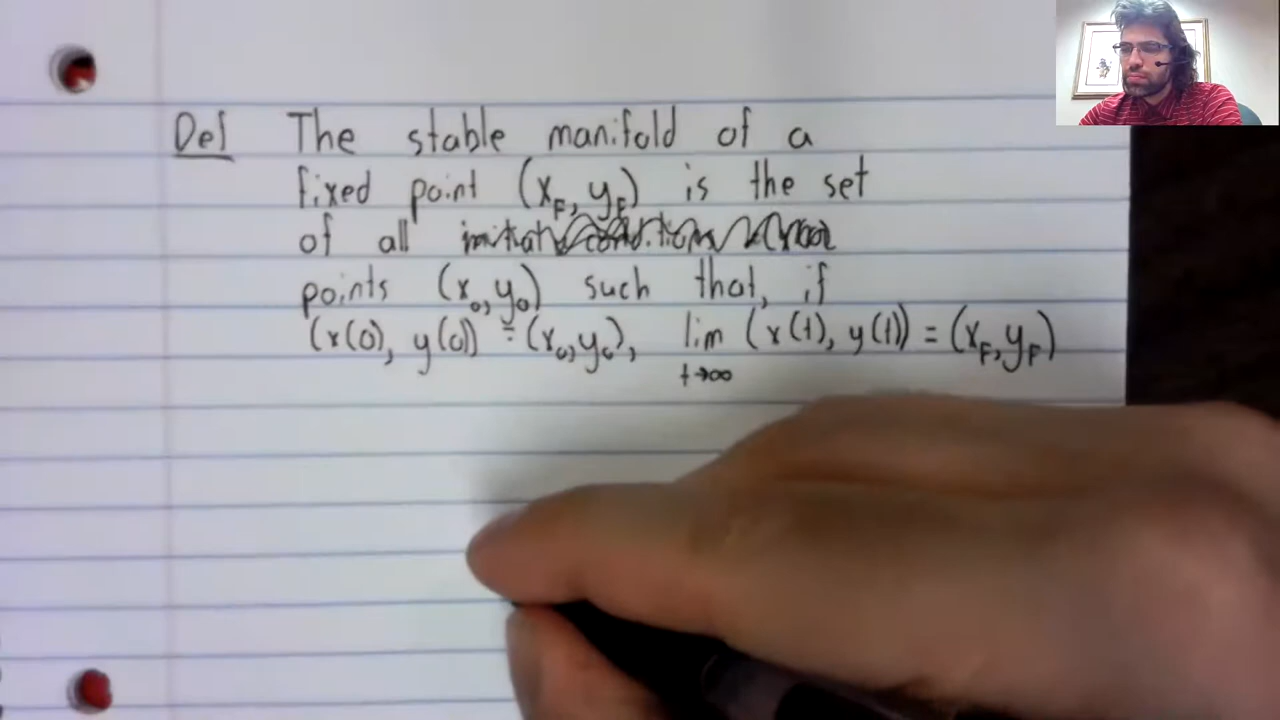 Def The stable manifold of a
fixed point (x_F, y_F) is the set
of all
points (x_0, y_0) such that, if
(x(0), y(0)) = (x_0, y_0), lim_{t→∞} (x(t), y(t)) = (x_F, y_F)